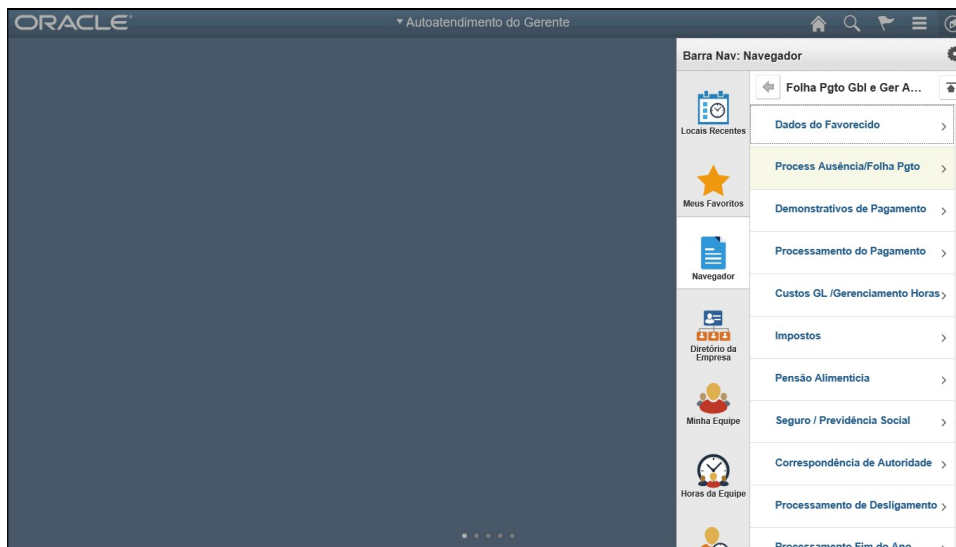 ORACLE
Autoatendimento do Gerente
Barra Nav: Navegador
Folha Pgto Gbl e Ger A...
Locais Recentes
Meus Favoritos
Navegador
Diretório da
Empresa
Minha Equipe
Horas da Equipe
Dados do Favorecido
Process Ausência/Folha Pgto
Demonstrativos de Pagamento
Processamento do Pagamento
Custos GL /Gerenciamento Horas
Impostos
Pensão Alimenticia
Seguro / Previdência Social
Correspondência de Autoridade
Processamento de Desligamento
Processamento Fim do Ano